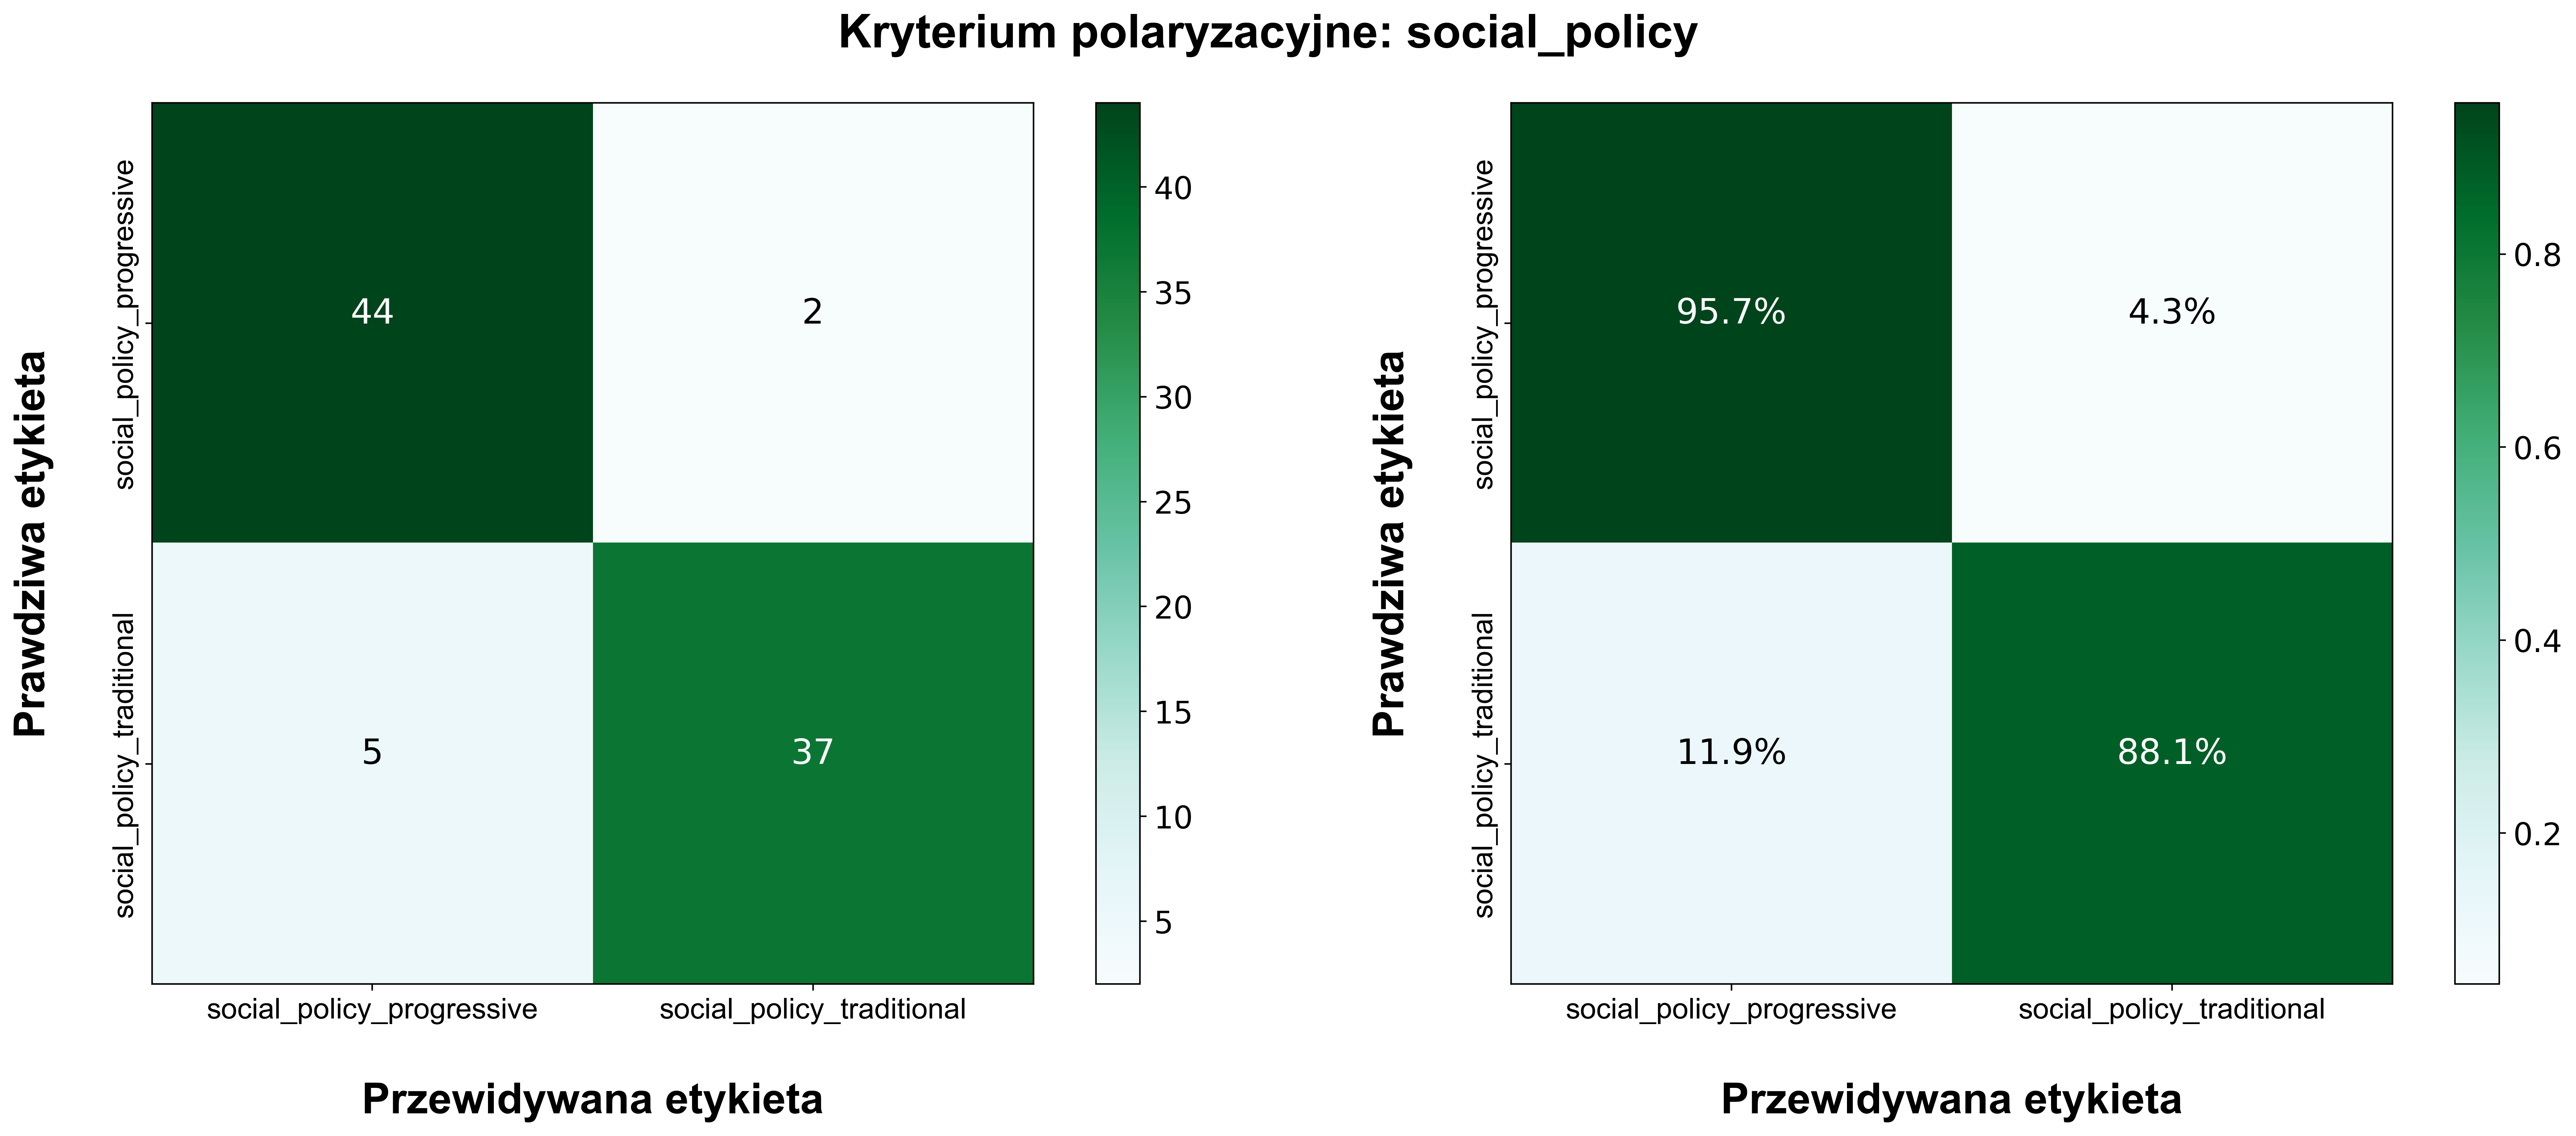 Kryterium polaryzacyjne: social_policy
Prawdziwa etykieta
social_policy_progressive
social_policy_traditional
44
2
5
37
social_policy_progressive
social_policy_traditional
Przewidywana etykieta
40
35
30
25
20
15
10
5
Prawdziwa etykieta
social_policy_progressive
social_policy_traditional
95.7%
4.3%
11.9%
88.1%
social_policy_progressive
social_policy_traditional
Przewidywana etykieta
0.8
0.6
0.4
0.2